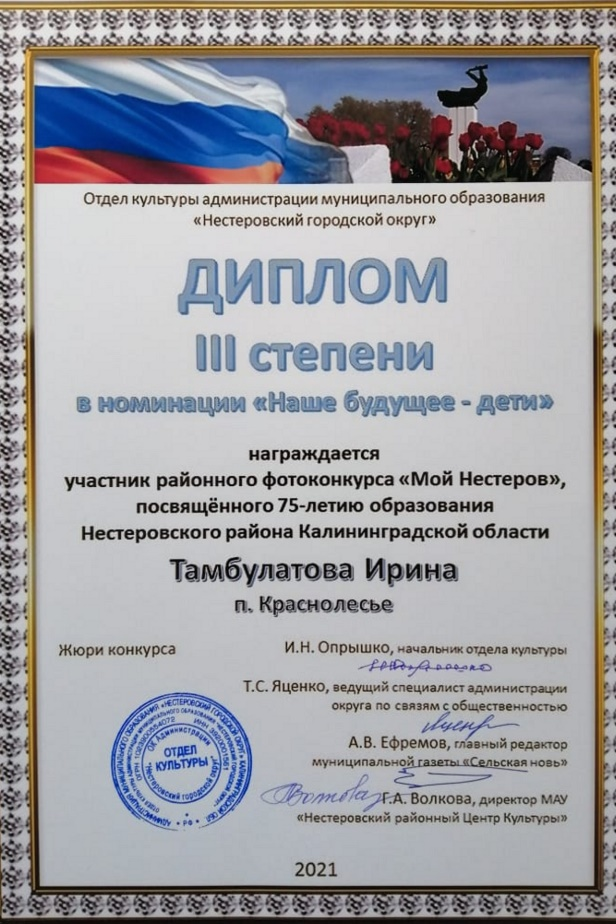 Отдел культуры администрации муниципального образования
«Нестеровский городской округ»
ДИПЛОМ
III степени
в номинации «Наше будущее - дети»
награждается
участник районного фотоконкурса «Мой Нестеров»,
посвящённого 75-летию образования
Нестеровского района Калининградской области
Тамбулатова Ирина
п. Краснолесье
Жюри конкурса
И.Н. Опрышко, начальник отдела культуры
Т.С. Яценко, ведущий специалист администрации
округа по связям с общественностью
А.В. Ефремов, главный редактор
муниципальной газеты «Сельская новь»
Г.А. Волкова, директор МАУ
«Нестеровский районный Центр Культуры»
ОТДЕЛ
КУЛЬТУРЫ
2021